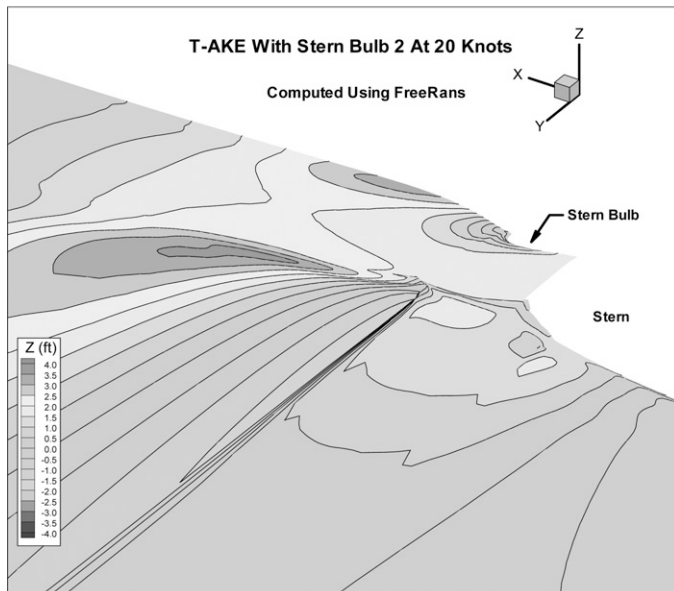 T-AKE With Stern Bulb 2 At 20 Knots
Computed Using FreeRans
Z
X
Y
Stern Bulb
Stern
Z (ft)
4.0
3.5
3.0
2.5
2.0
1.5
1.0
0.5
0.0
-0.5
-1.0
-1.5
-2.0
-2.5
-3.0
-3.5
-4.0